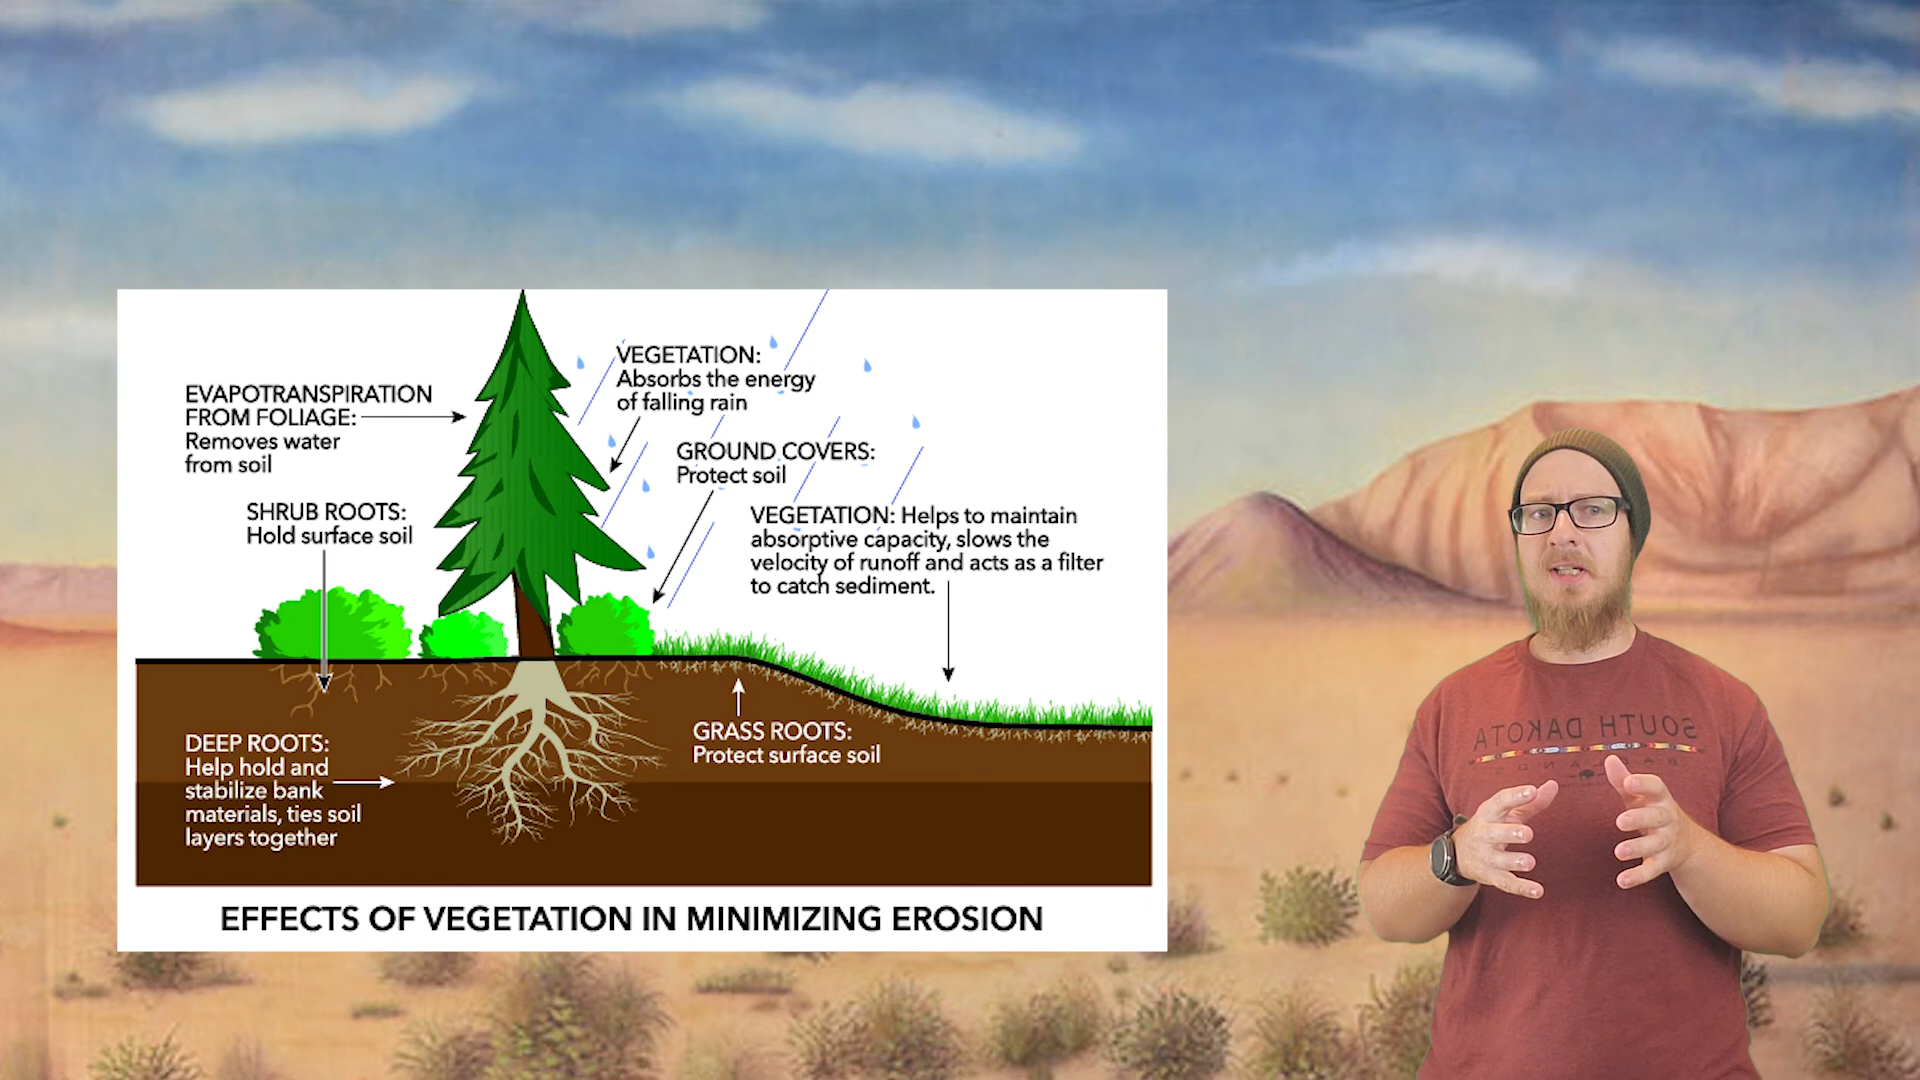 EVAPOTRANSPIRATION
FROM FOLIAGE:
Removes water
from soil
VEGETATION:
Absorbs the energy
of falling rain
GROUND COVERS:
Protect soil
SHRUB ROOTS:
Hold surface soil
VEGETATION: Helps to maintain
absorptive capacity, slows the
velocity of runoff and acts as a filter
to catch sediment.
GRASS ROOTS:
Protect surface soil
DEEP ROOTS:
Help hold and
stabilize bank
materials, ties soil
layers together
EFFECTS OF VEGETATION IN MINIMIZING EROSION
SOUTH DAKOTA
BADLANDS